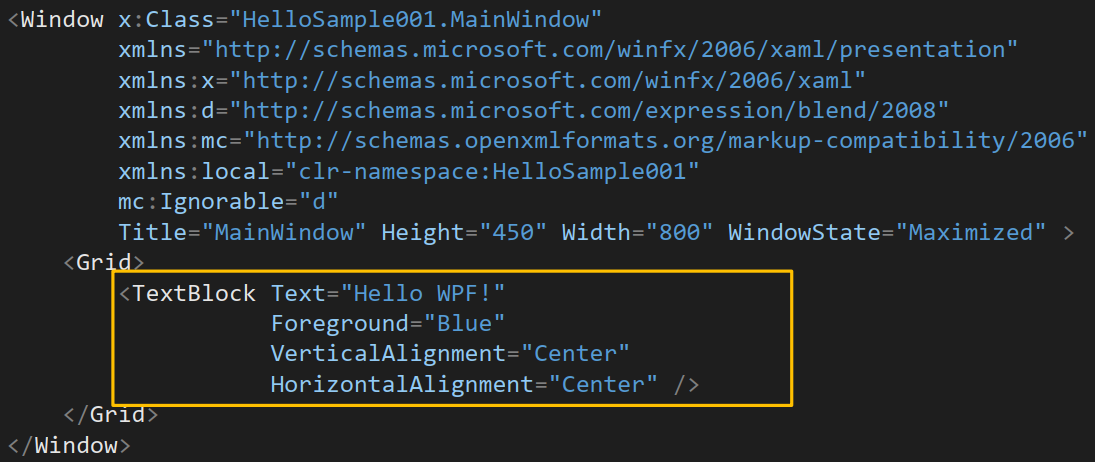 <Window x:Class="HelloSample001.MainWindow"
xmlns="http://schemas.microsoft.com/winfx/2006/xaml/presentation"
xmlns:x="http://schemas.microsoft.com/winfx/2006/xaml"
xmlns:d="http://schemas.microsoft.com/expression/blend/2008"
xmlns:mc="http://schemas.openxmlformats.org/markup-compatibility/2006"
xmlns:local="clr-namespace:HelloSample001"
mc:Ignorable="d"
Title="MainWindow" Height="450" Width="800" WindowState="Maximized" >
<Grid>
<TextBlock Text="Hello WPF!"
Foreground="Blue"
VerticalAlignment="Center"
HorizontalAlignment="Center" />
</Grid>
</Window>